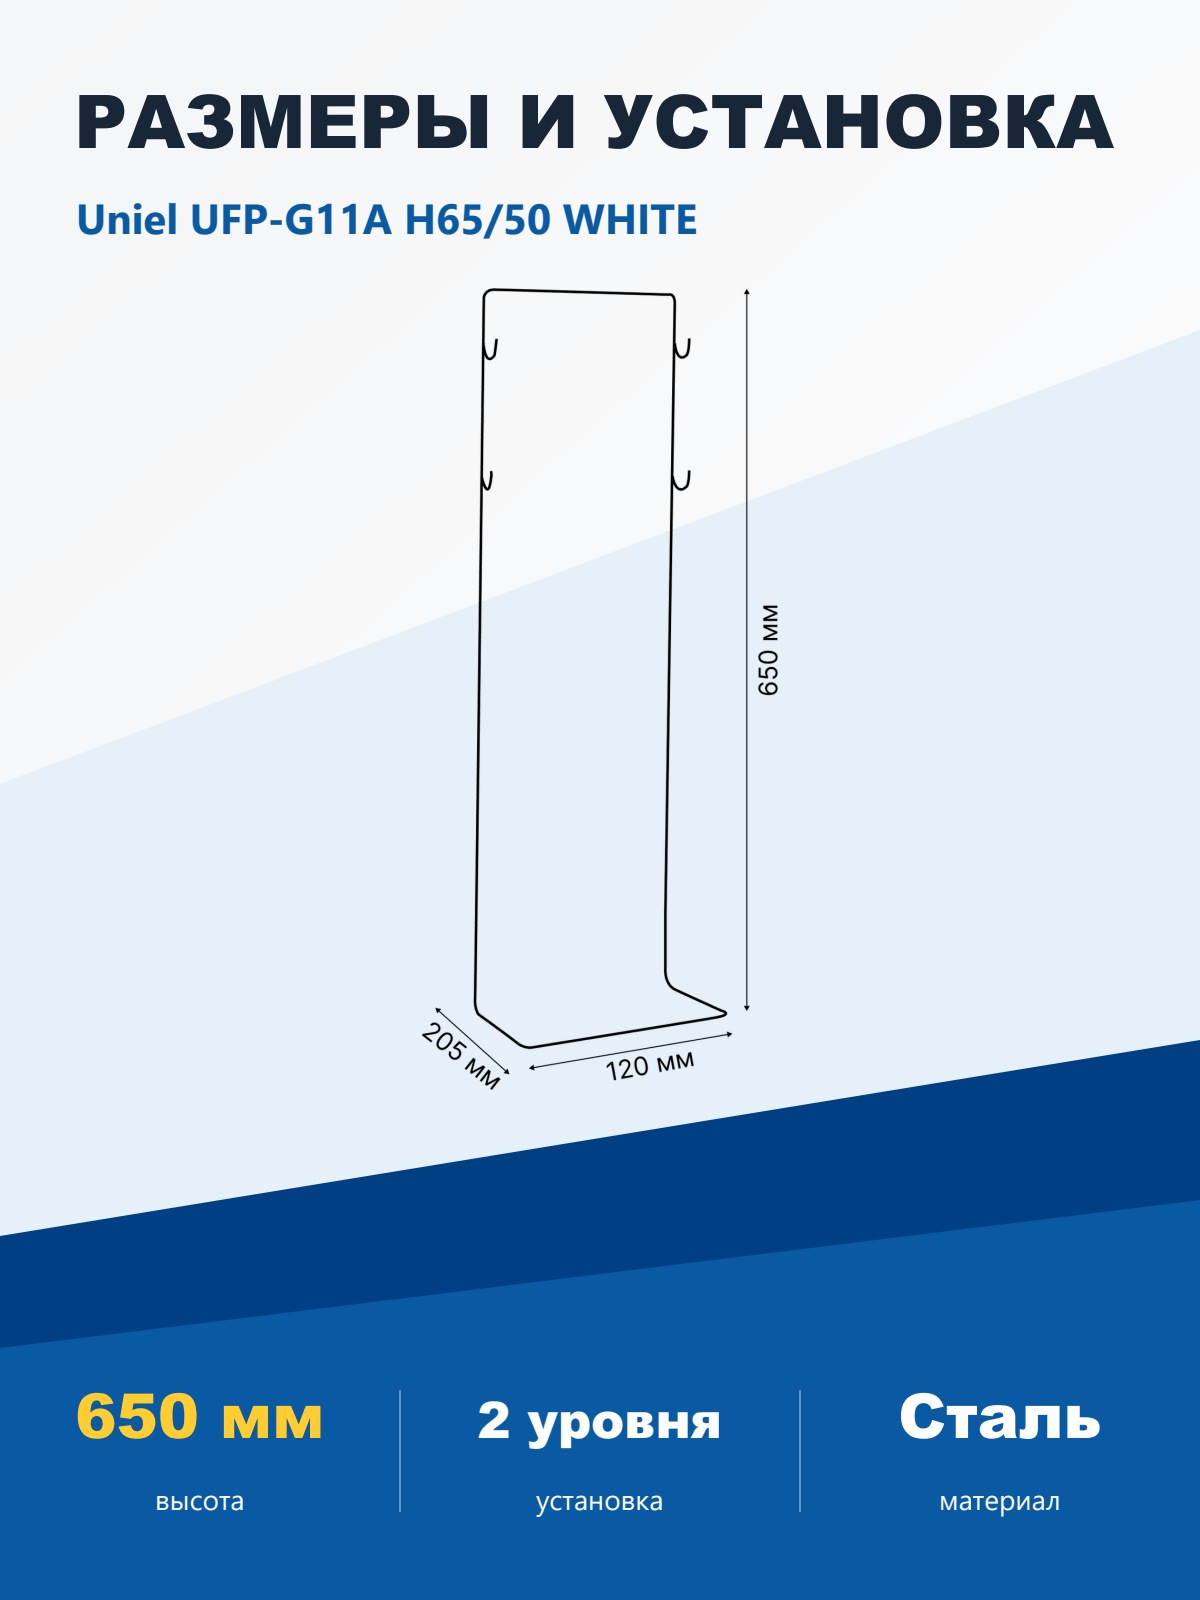 РАЗМЕРЫ И УСТАНОВКА
Uniel UFP-G11A H65/50 WHITE
650 мм
205 мм
120 мм
650 мм
2 уровня
Сталь
высота
установка
материал